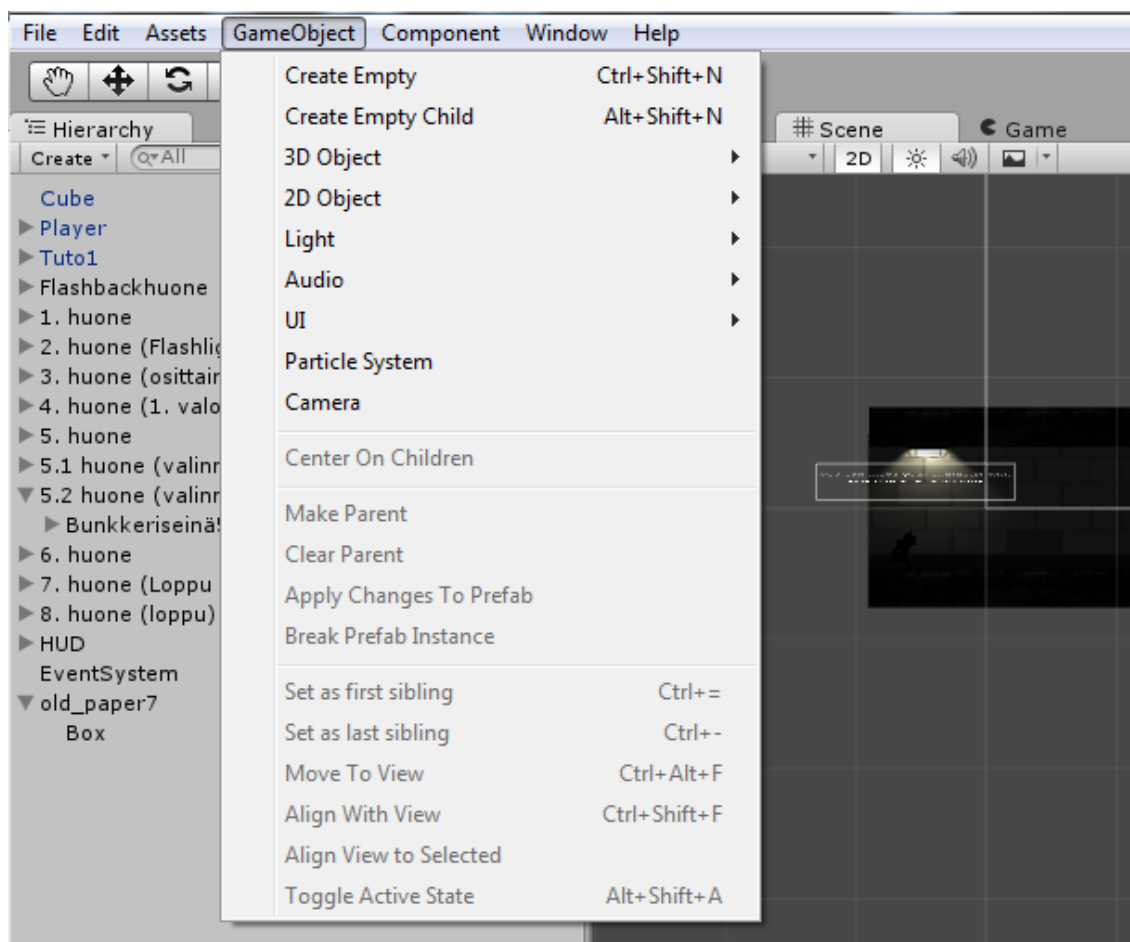 File Edit Assets GameObject Component Window Help
Hierarchy
Create All
Cube
Player
Tuto1
Flashbackhuone
1. huone
2. huone
3. huone
4. huone (1.
5. huone
5.1 huone
5.2 huone
6. huone
7. huone (Loppu
8. huone (loppu)
HUD
EventSystem
old_paper7
Box
Create Empty Ctrl+Shift+N
Create Empty Child Alt+Shift+N
3D Object
2D Object
Light
Audio
UI
Particle System
Camera
Center On Children
Make Parent
Clear Parent
Apply Changes To Prefab
Break Prefab Instance
Set as first sibling Ctrl+=
Set as last sibling Ctrl+-
Move To View Ctrl+Alt+F
Align With View Ctrl+Shift+F
Align View to Selected
Toggle Active State Alt+Shift+A
Scene Game
2D